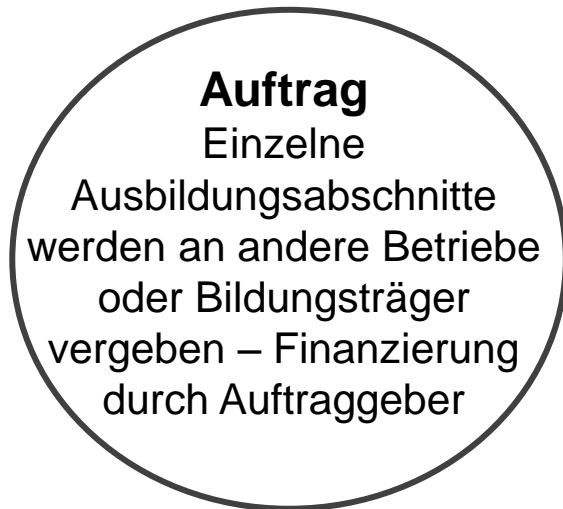 Auftrag
Einzelne
Ausbildungsabschnitte
werden an andere Betriebe
oder Bildungsträger
vergeben – Finanzierung
durch Auftraggeber